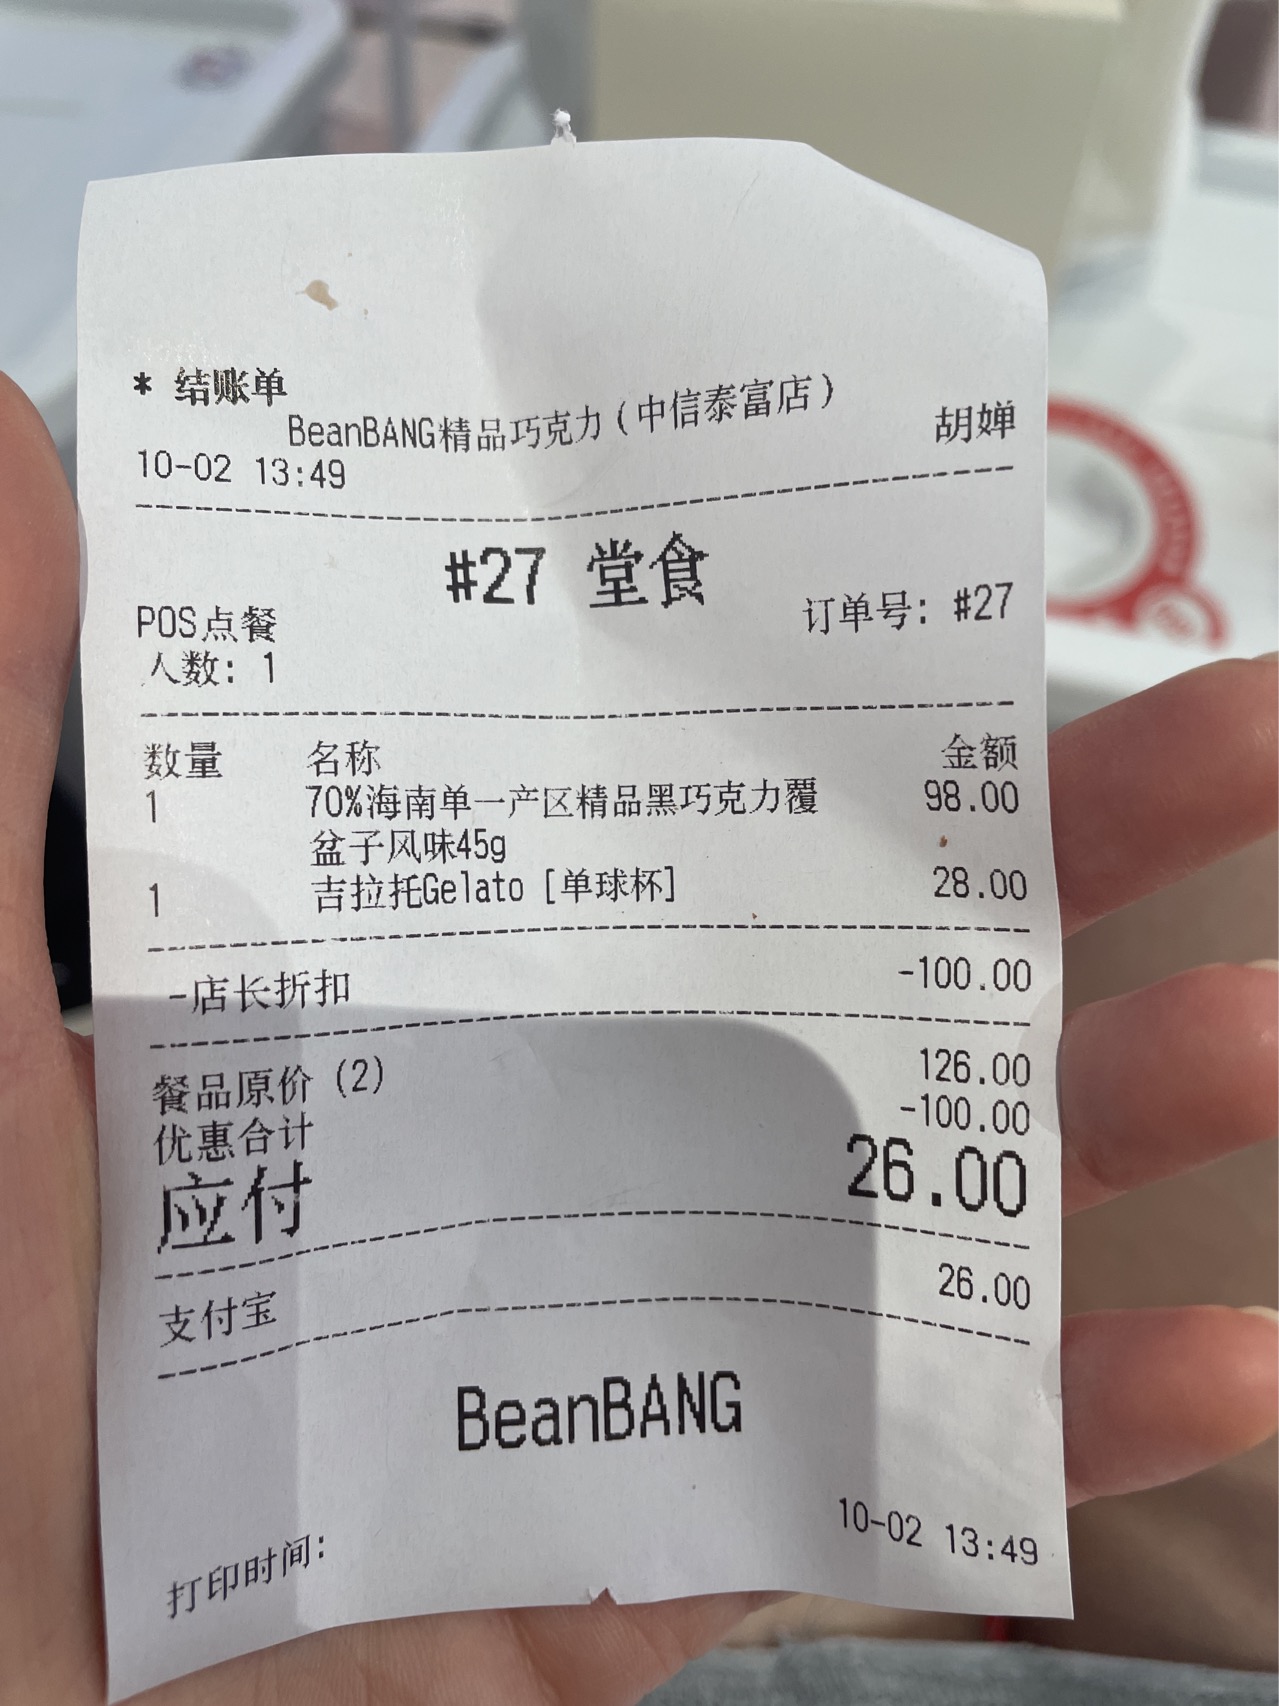 * 结账单
BeanBANG精品巧克力(中信泰富店)
10-02 13:49 胡婵
#27 堂食
POS点餐 订单号: #27
人数: 1
数量 名称 金额
1 70%海南单一产区精品黑巧克力覆 98.00
盆子风味45g
1 吉拉托Gelato [单球杯] 28.00
-店长折扣 -100.00
餐品原价 (2) 126.00
优惠合计 -100.00
应付 26.00
支付宝 26.00
BeanBANG
打印时间: 10-02 13:49